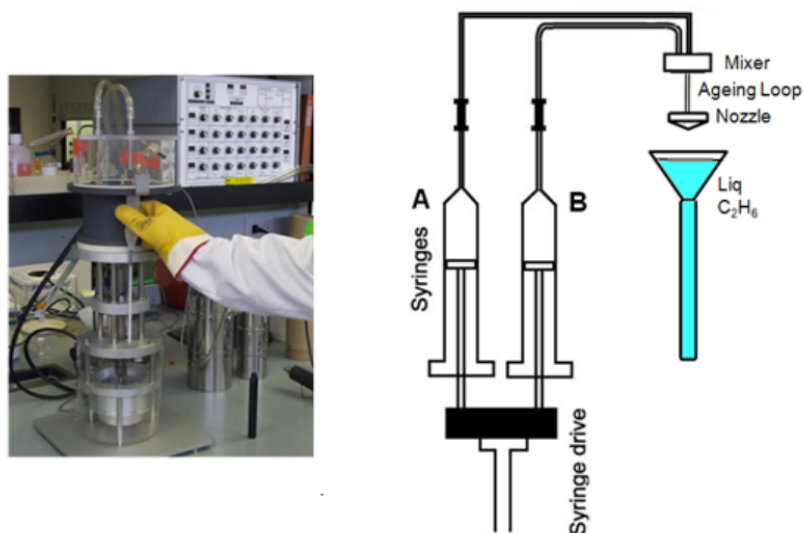 Mixer
Ageing Loop
Nozzle
A
B
Liq
C₂H₆
Syringes
Syringe drive